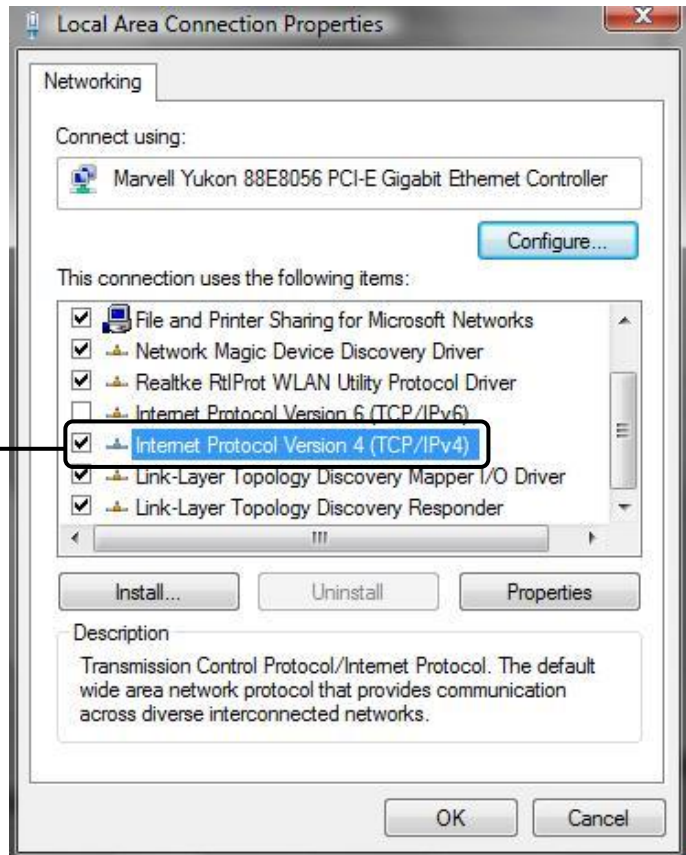 Local Area Connection Properties
Networking
Connect using:
Marvell Yukon 88E8056 PCI-E Gigabit Ethernet Controller
Configure...
This connection uses the following items:
File and Printer Sharing for Microsoft Networks
Network Magic Device Discovery Driver
Realtke RtlProt WLAN Utility Protocol Driver
Internet Protocol Version 6 (TCP/IPv6)
Internet Protocol Version 4 (TCP/IPv4)
Link-Layer Topology Discovery Mapper I/O Driver
Link-Layer Topology Discovery Responder
Install...
Uninstall
Properties
Description
Transmission Control Protocol/Internet Protocol. The default
wide area network protocol that provides communication
across diverse interconnected networks.
OK
Cancel